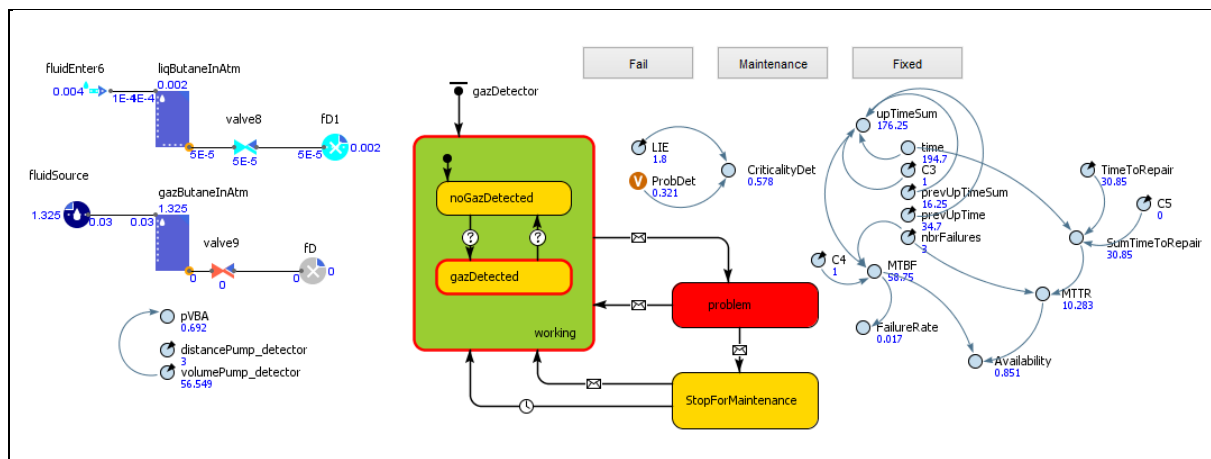 Fail
Maintenance
Fixed
fluidEnter6
0.004
liqButaneInAtm
0.002
valve8
5E-5
5E-5
5E-5
fD1
0.002
fluidSource
1.325
0.03
0.03
gazButaneInAtm
1.325
valve9
0
0
fD
0
0
pVBA
0.692
distancePump_detector
3
volumePump_detector
56.549
gazDetector
noGazDetected
?
?
gazDetected
working
problem
StopForMaintenance
LIE
1.8
V
ProbDet
0.321
CriticalityDet
0.578
upTimeSum
176.25
time
194.7
C3
1
prevUpTimeSum
16.25
prevUpTime
34.7
nbrFailures
3
C4
1
MTBF
58.75
FailureRate
0.017
TimeToRepair
30.85
C5
0
SumTimeToRepair
30.85
MTTR
10.283
Availability
0.851